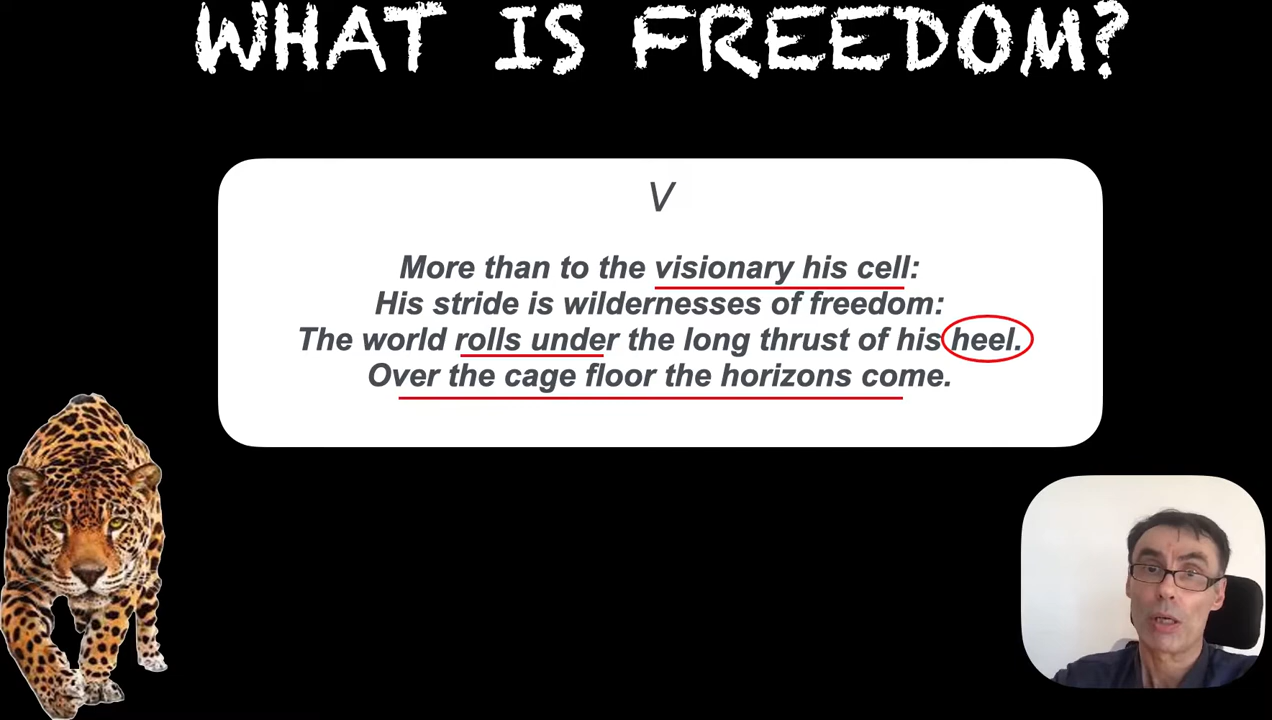 WHAT IS FREEDOM?
V
More than to the visionary his cell:
His stride is wildernesses of freedom:
The world rolls under the long thrust of his heel.
Over the cage floor the horizons come.